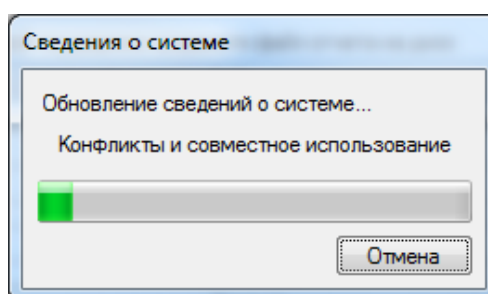 Сведения о системе
Обновление сведений о системе...
Конфликты и совместное использование
Отмена